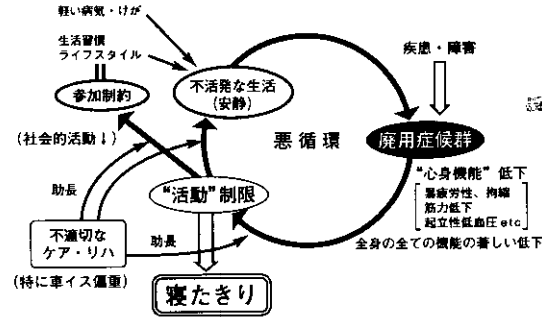 軽い病気・けが
生活習慣
ライフスタイル
疾患・障害
参加制約
不活発な生活
(安静)
悪循環
廃用症候群
(社会的活動↓)
"心身機能"低下
易疲労性、拘縮
筋力低下
起立性低血圧 etc
助長
"活動"制限
全身の全ての機能の著しい低下
不適切な
ケア・リハ
助長
(特に車イス偏重)
寝たきり